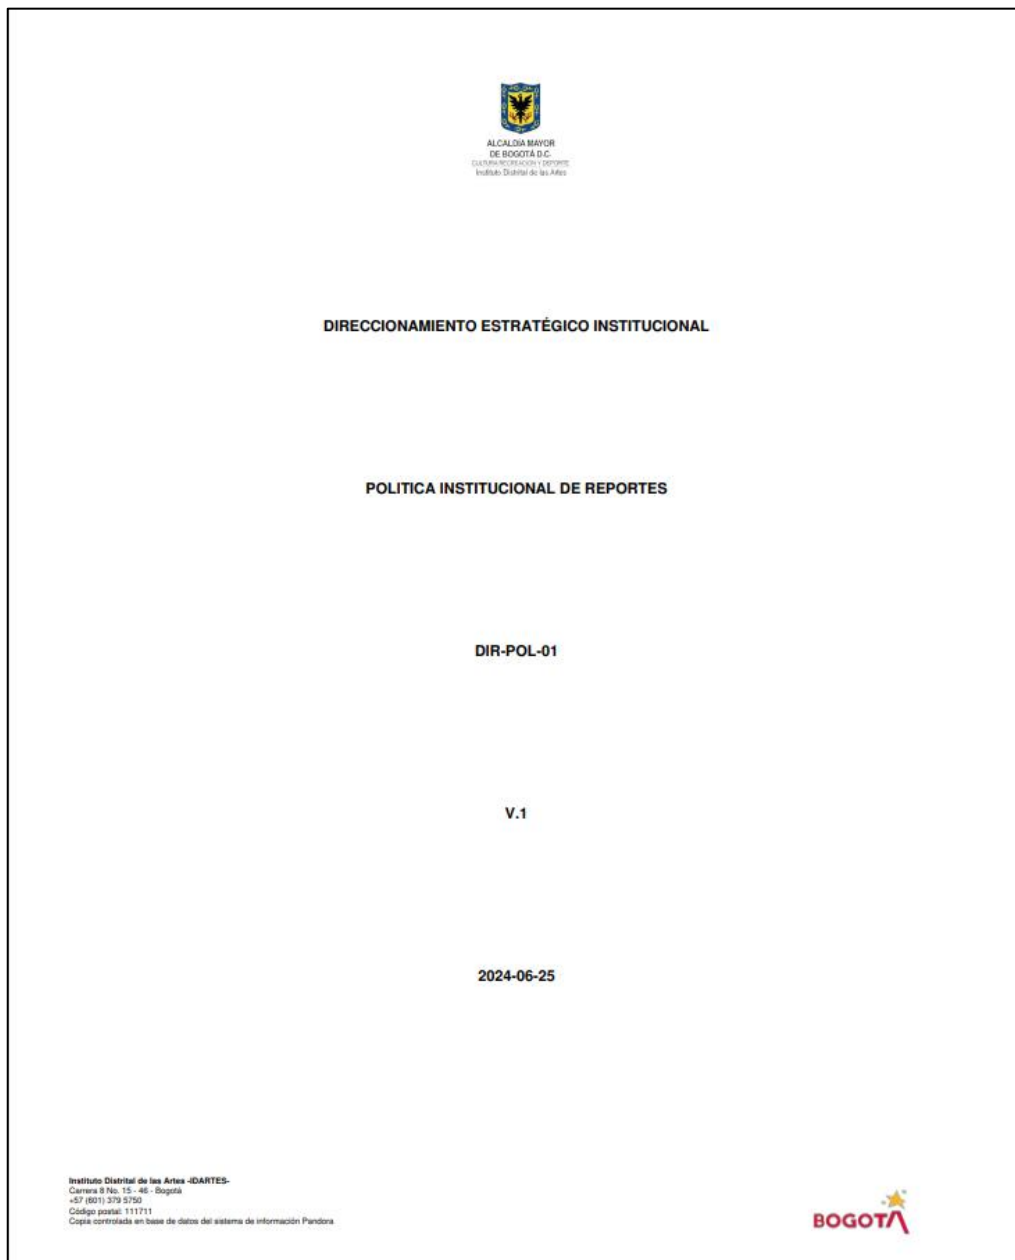 ALCALDÍA MAYOR
DE BOGOTÁ D.C.
CULTURA RECREACIÓN Y DEPORTE
Instituto Distrital de las Artes
DIRECCIONAMIENTO ESTRATÉGICO INSTITUCIONAL
POLITICA INSTITUCIONAL DE REPORTES
DIR-POL-01
V.1
2024-06-25
Instituto Distrital de las Artes -IDARTES-
Carrera 8 No. 15 - 46 - Bogotá
+57 (601) 379 5750
Código postal: 111711
Copia controlada en base de datos del sistema de información Pandora
BOGOTÁ